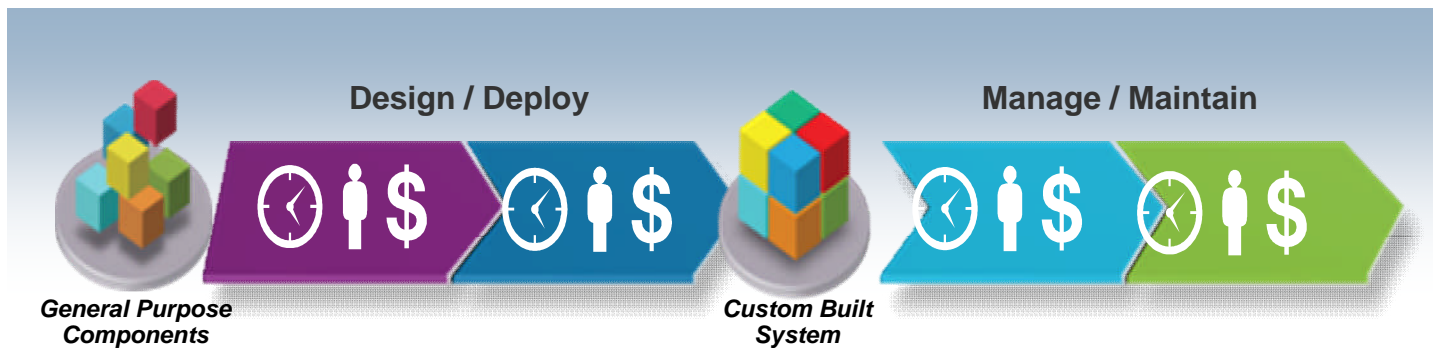 Design / Deploy
Manage / Maintain
$
$
$
$
General Purpose
Components
Custom Built
System